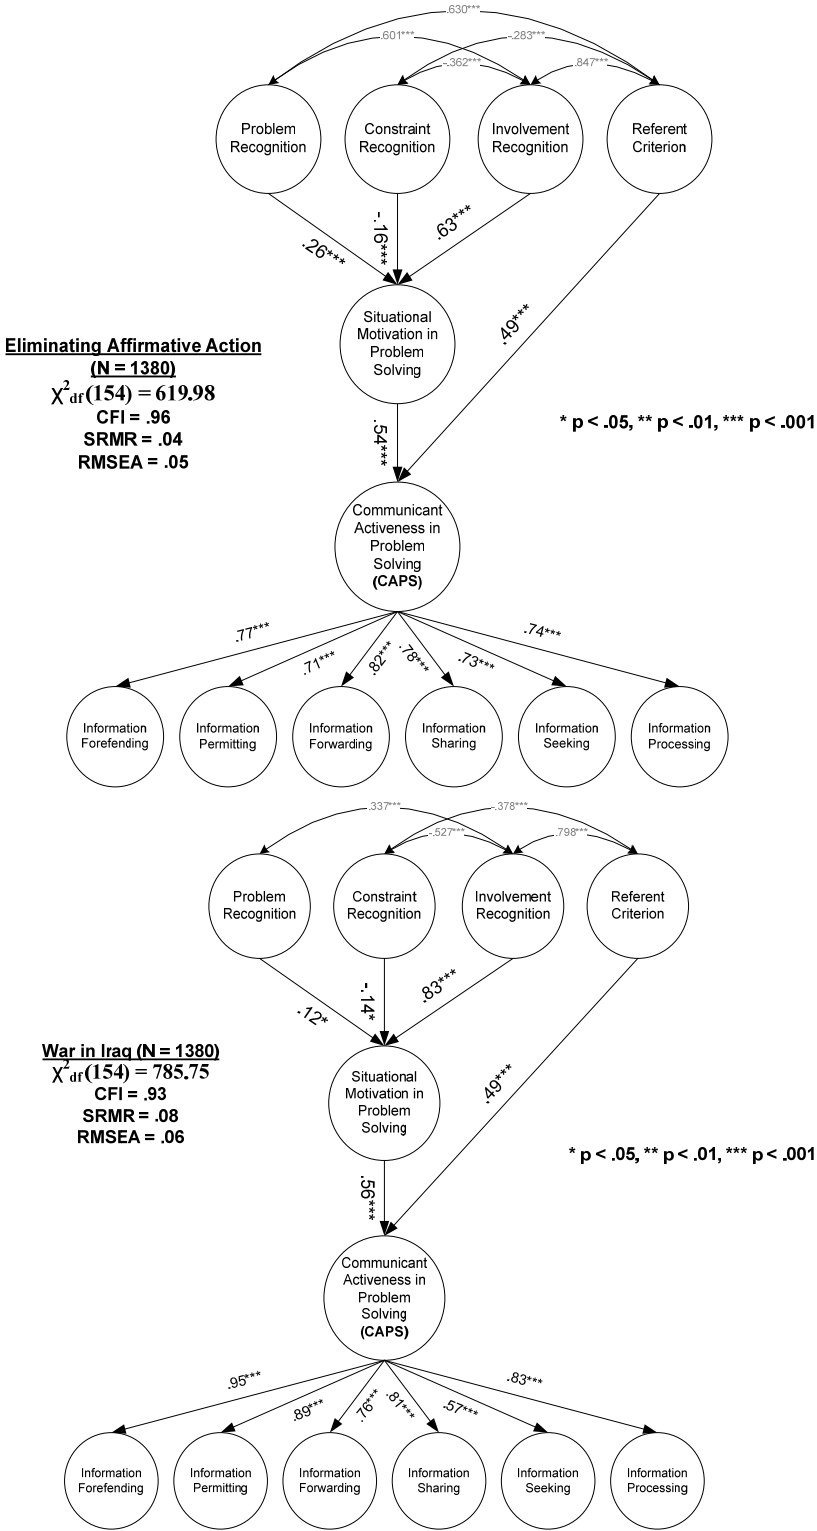 .630***
.601***
-.283***
-.362***
.847***
Problem
Recognition
Constraint
Recognition
Involvement
Recognition
Referent
Criterion
.26***
-.16***
.63***
Situational
Motivation in
Problem
Solving
.49***
Eliminating Affirmative Action
(N = 1380)
χ²df(154) = 619.98
CFI = .96
SRMR = .04
RMSEA = .05
* p < .05, ** p < .01, *** p < .001
.54***
Communicant
Activeness in
Problem
Solving
(CAPS)
.77***
.71***
.82***
.78***
.73***
.74***
Information
Forefending
Information
Permitting
Information
Forwarding
Information
Sharing
Information
Seeking
Information
Processing
.337***
-.378***
-.527***
.798***
Problem
Recognition
Constraint
Recognition
Involvement
Recognition
Referent
Criterion
.12*
-.14*
.83***
War in Iraq (N = 1380)
χ²df(154) = 785.75
CFI = .93
SRMR = .08
RMSEA = .06
Situational
Motivation in
Problem
Solving
.49***
* p < .05, ** p < .01, *** p < .001
.56***
Communicant
Activeness in
Problem
Solving
(CAPS)
.95***
.89***
.76***
.81***
.57***
.83***
Information
Forefending
Information
Permitting
Information
Forwarding
Information
Sharing
Information
Seeking
Information
Processing